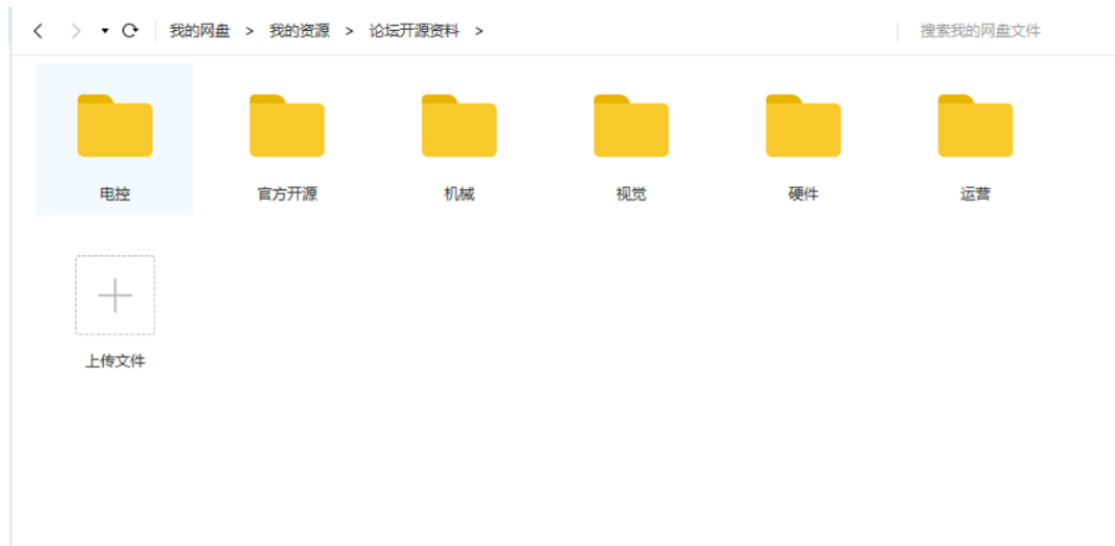 我的网盘 > 我的资源 > 论坛开源资料 >
搜索我的网盘文件
电控 官方开源 机械 视觉 硬件 运营
上传文件